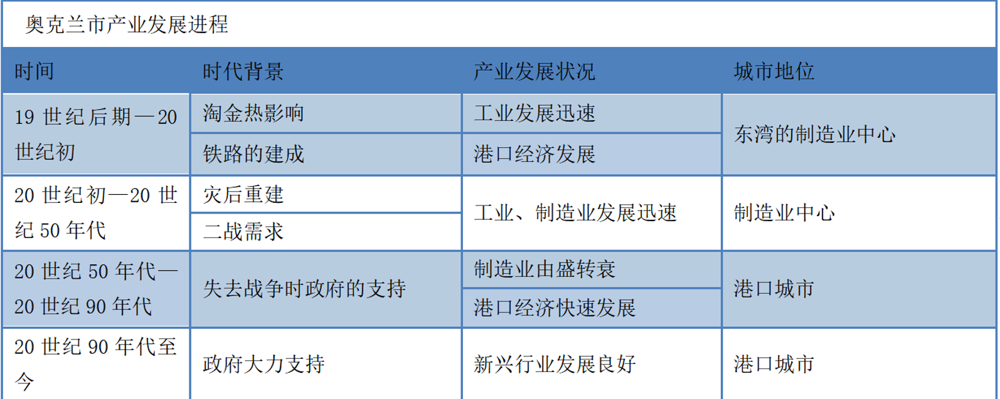 奥克兰市产业发展进程
时间
时代背景
产业发展状况
城市地位
19 世纪后期—20
世纪初
淘金热影响
工业发展迅速
铁路的建成
港口经济发展
东湾的制造业中心
20 世纪初—20 世
纪 50 年代
灾后重建
二战需求
工业、制造业发展迅速
制造业中心
20 世纪 50 年代—
20 世纪 90 年代
失去战争时政府的支持
制造业由盛转衰
港口经济快速发展
港口城市
20 世纪 90 年代至
今
政府大力支持
新兴行业发展良好
港口城市